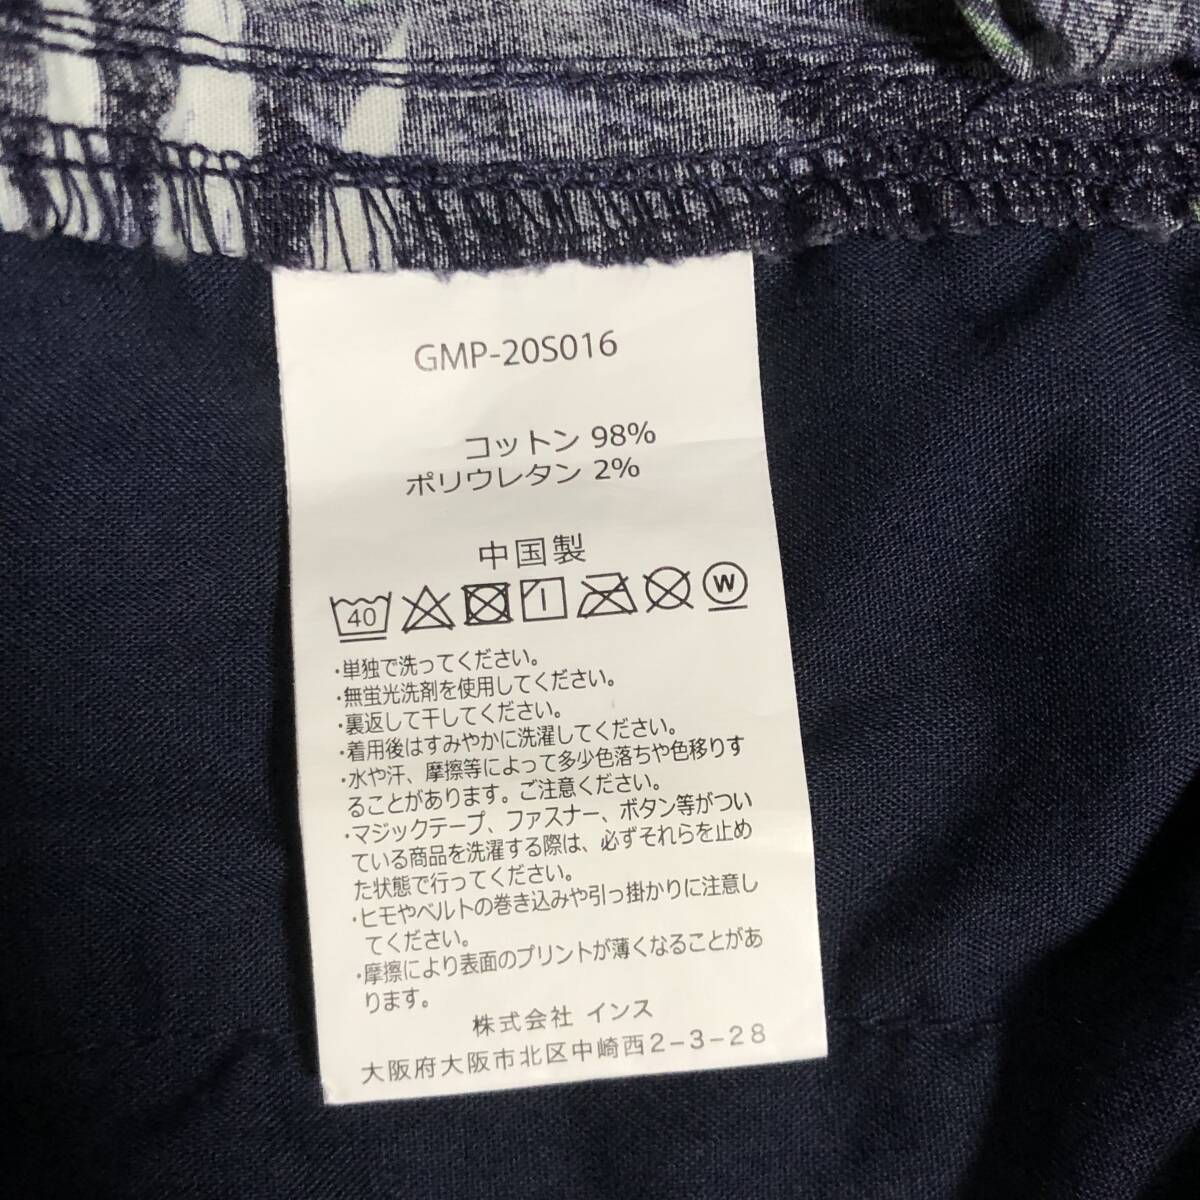 GMP-20S016
コットン 98%
ポリウレタン 2%
中国製
40 W
・単独で洗ってください。
・無蛍光洗剤を使用してください。
・裏返して干してください。
・着用後はすみやかに洗濯してください。
・水や汗、摩擦等によって多少色落ちや色移りす
ることがあります。ご注意ください。
・マジックテープ、ファスナー、ボタン等がつい
ている商品を洗濯する際は、必ずそれらを止め
た状態で行ってください。
・ヒモやベルトの巻き込みや引っ掛かりに注意し
てください。
・摩擦により表面のプリントが薄くなることがあ
ります。
株式会社 インス
大阪府大阪市北区中崎西2-3-28